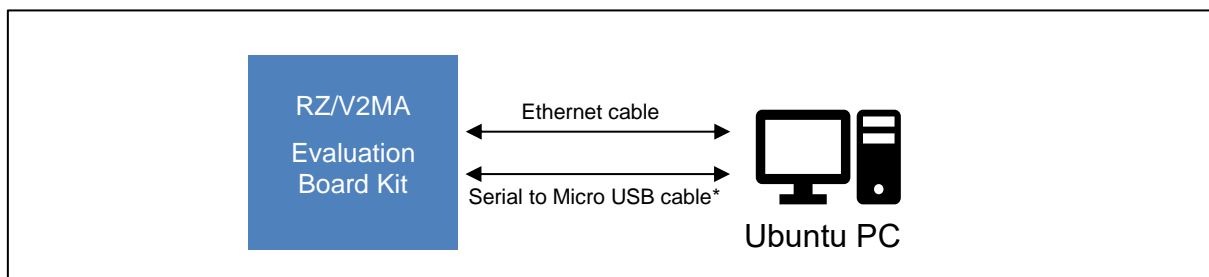 RZ/V2MA
Evaluation
Board Kit
Ethernet cable
Serial to Micro USB cable*
Ubuntu PC